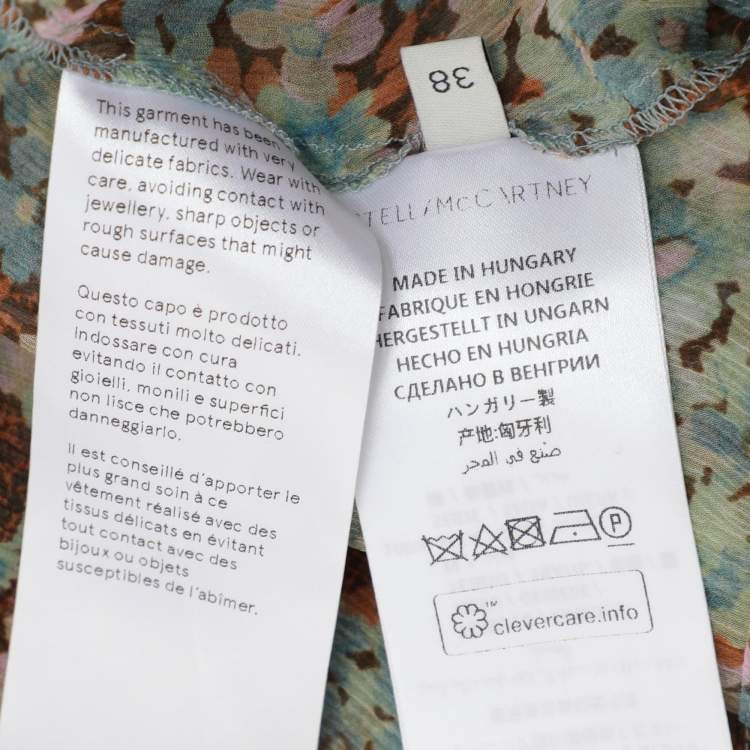 38
This garment has been
manufactured with very
delicate fabrics. Wear with
care, avoiding contact with
jewellery, sharp objects or
rough surfaces that might
cause damage.
Questo capo è prodotto
con tessuti molto delicati.
Indossare con cura
evitando il contatto con
gioielli, monili e superfici
non lisce che potrebbero
danneggiarlo.
Il est conseillé d'apporter le
plus grand soin à ce
vêtement réalisé avec des
tissus délicats en évitant
tout contact avec des
bijoux ou objets
susceptibles de l'abimer.
STELLA McCARTNEY
MADE IN HUNGARY
FABRIQUE EN HONGRIE
HERGESTELLT IN UNGARN
HECHO EN HUNGRIA
СДЕЛАНО В ВЕНГРИИ
ハンガリー製
产地:匈牙利
صنع في المجر
P
TM
clevercare.info